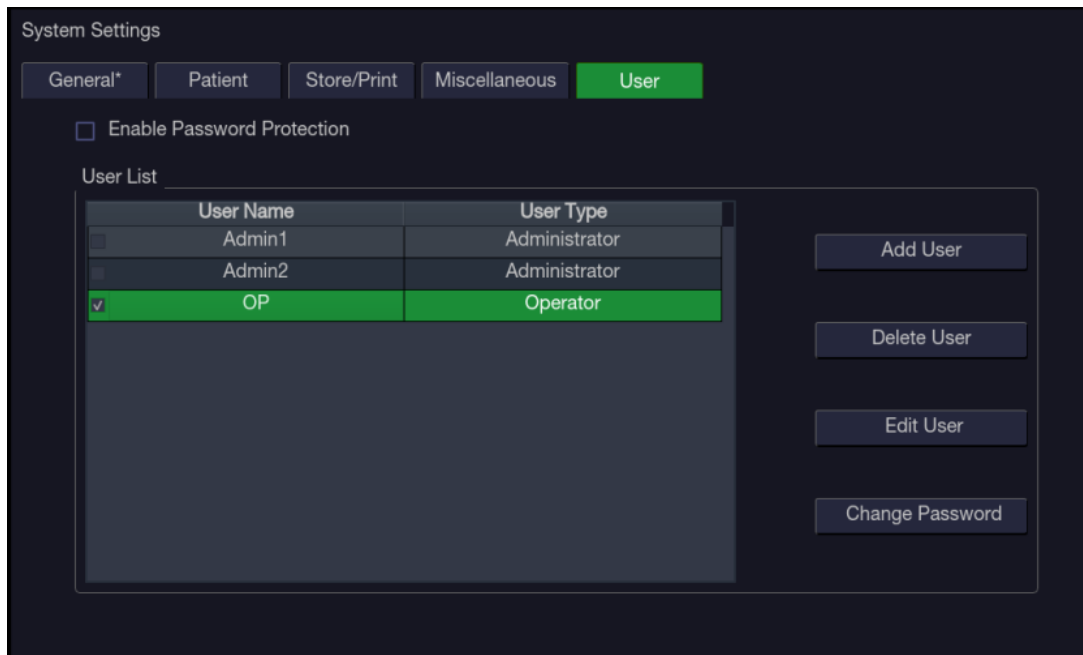 System Settings
General* Patient Store/Print Miscellaneous User
Enable Password Protection
User List
User Name User Type
Admin1 Administrator
Admin2 Administrator
OP Operator
Add User
Delete User
Edit User
Change Password